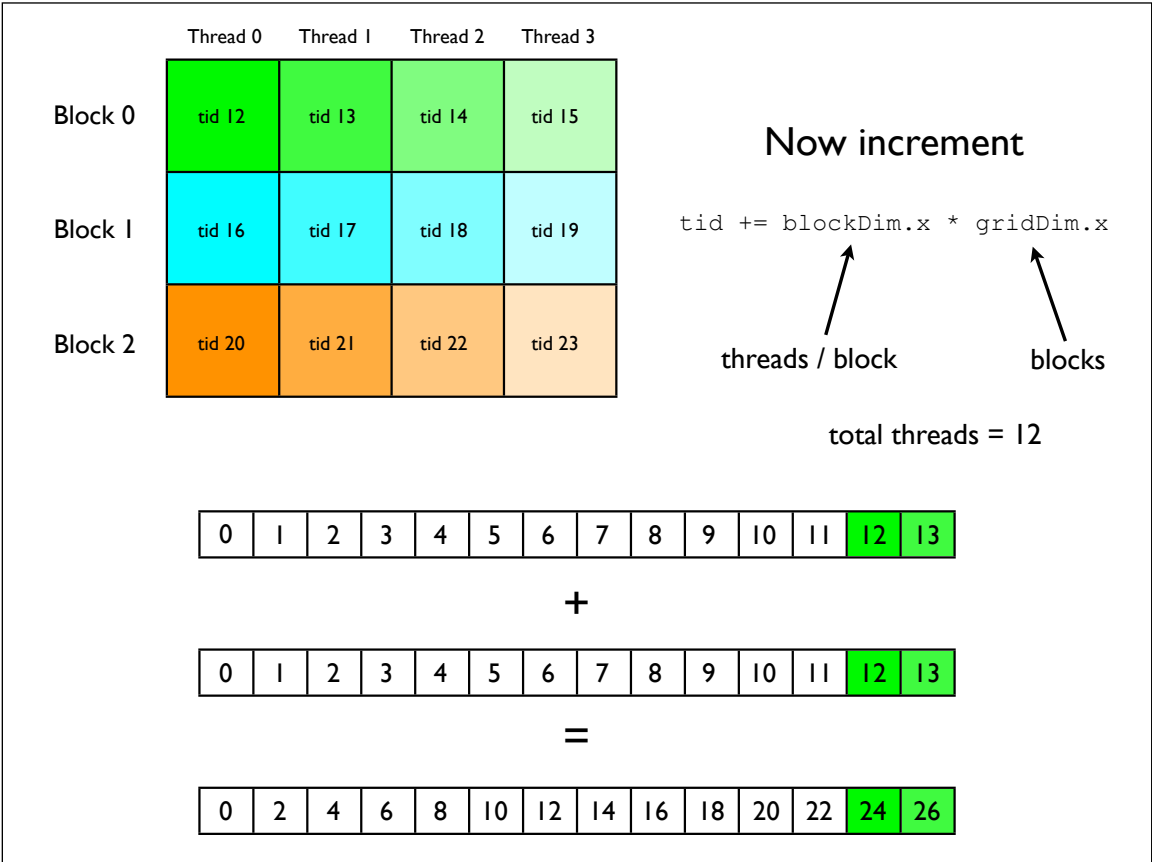 Thread 0 Thread 1 Thread 2 Thread 3
Block 0 tid 12 tid 13 tid 14 tid 15
Block 1 tid 16 tid 17 tid 18 tid 19
Block 2 tid 20 tid 21 tid 22 tid 23
Now increment
tid += blockDim.x * gridDim.x
threads / block blocks
total threads = 12
0 1 2 3 4 5 6 7 8 9 10 11 12 13
+
0 1 2 3 4 5 6 7 8 9 10 11 12 13
=
0 2 4 6 8 10 12 14 16 18 20 22 24 26